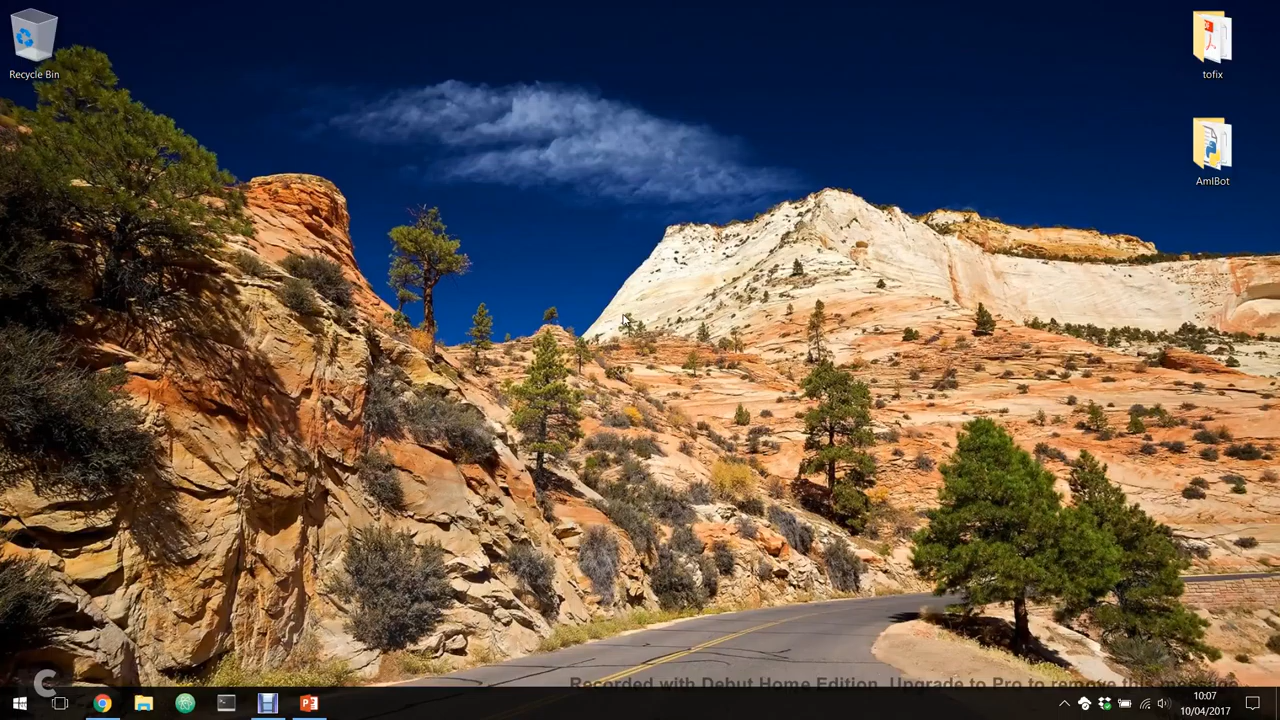 Recycle Bin
tofix
AmIBot
Recorded with Debut Home Edition. Upgrade to Pro to remove this message
10:07
10/04/2017